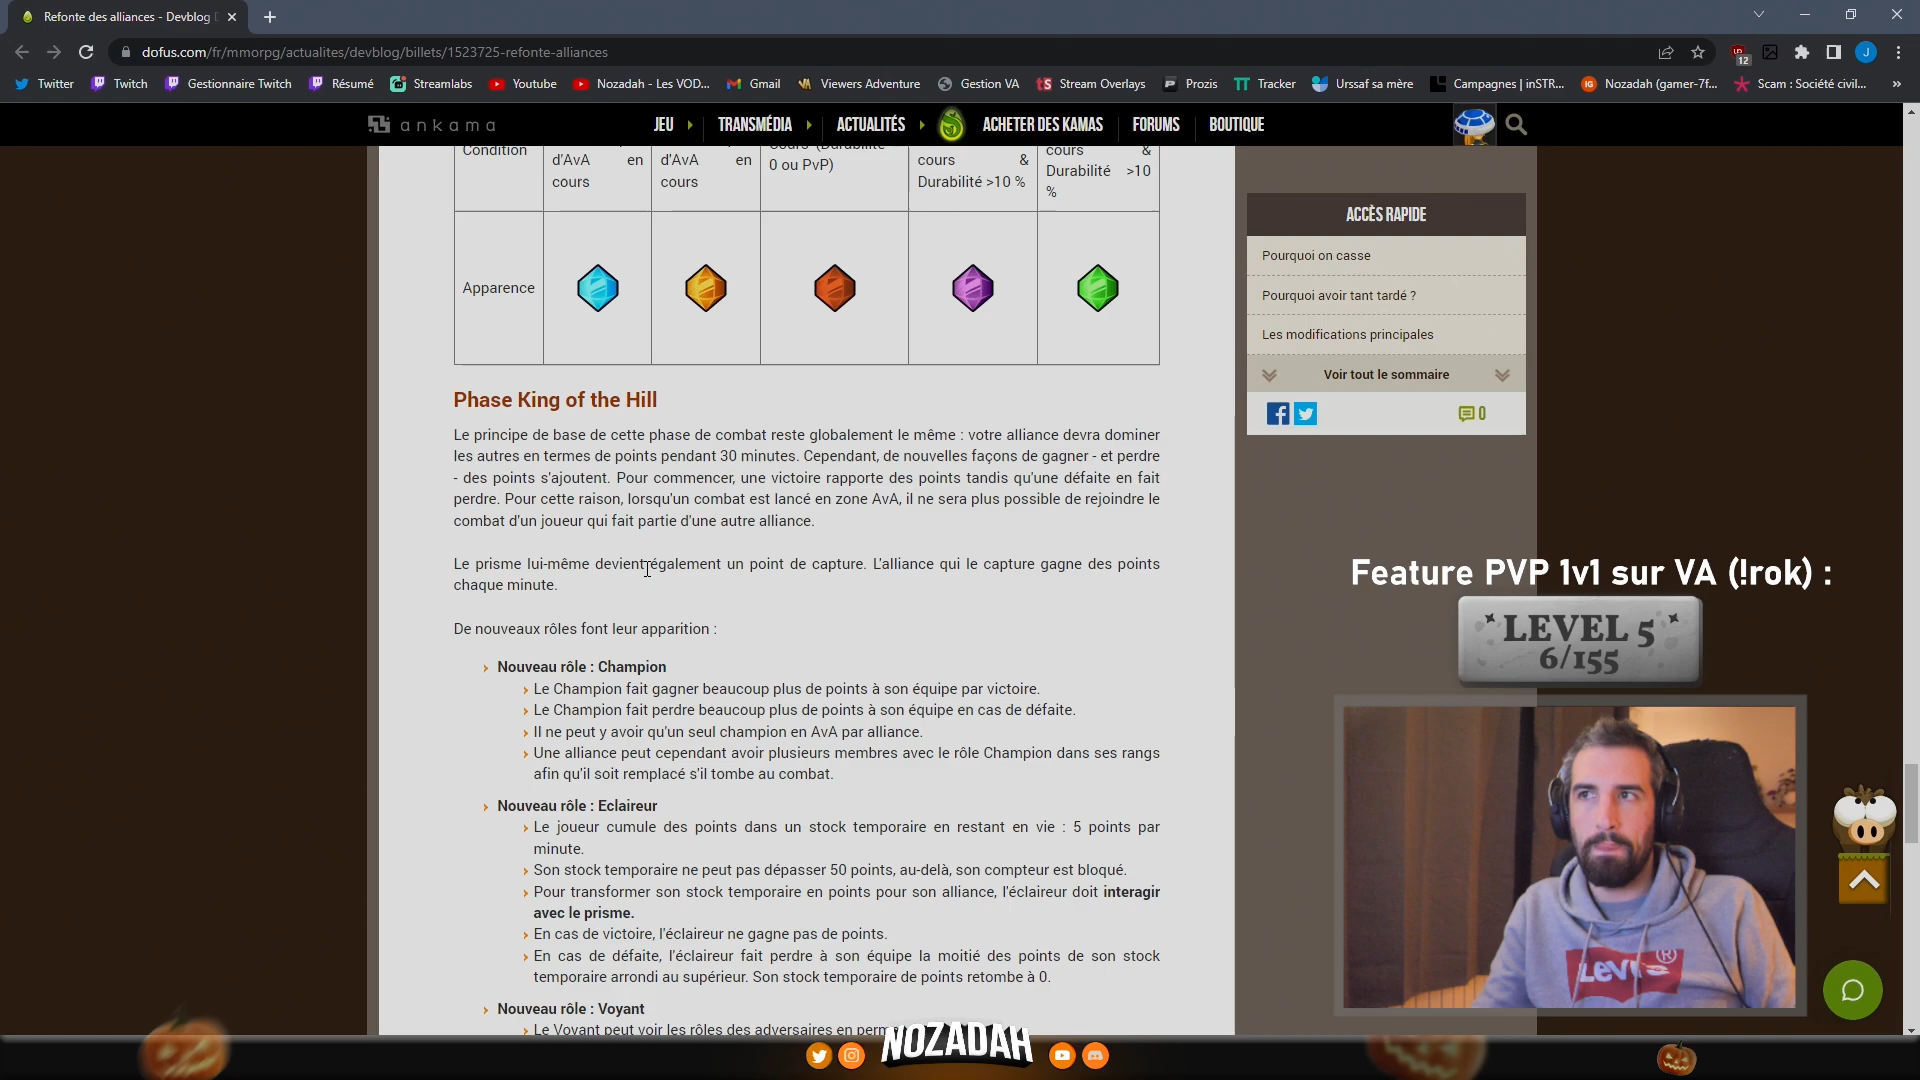 Refonte des alliances - Devblog
dofus.com/fr/mmorpg/actualites/devblog/billets/1523725-refonte-alliances
12
J
Twitter
Twitch
Gestionnaire Twitch
Résumé
Streamlabs
Youtube
Nozadah - Les VOD...
Gmail
Viewers Adventure
Gestion VA
Stream Overlays
Prozis
Tracker
Urssaf sa mère
Campagnes | inSTR...
Nozadah (gamer-7f...
Scam : Société civil...
ankama
JEU
TRANSMÉDIA
ACTUALITÉS
ACHETER DES KAMAS
FORUMS
BOUTIQUE
Condition
d'AvA en cours
d'AvA en cours
Cours (Durabilité 0 ou PvP)
cours & Durabilité >10 %
cours & Durabilité >10 %
Apparence
Phase King of the Hill
Le principe de base de cette phase de combat reste globalement le même : votre alliance devra dominer
les autres en termes de points pendant 30 minutes. Cependant, de nouvelles façons de gagner - et perdre
- des points s'ajoutent. Pour commencer, une victoire rapporte des points tandis qu'une défaite en fait
perdre. Pour cette raison, lorsqu'un combat est lancé en zone AvA, il ne sera plus possible de rejoindre le
combat d'un joueur qui fait partie d'une autre alliance.
Le prisme lui-même devient également un point de capture. L'alliance qui le capture gagne des points
chaque minute.
De nouveaux rôles font leur apparition :
Nouveau rôle : Champion
Le Champion fait gagner beaucoup plus de points à son équipe par victoire.
Le Champion fait perdre beaucoup plus de points à son équipe en cas de défaite.
Il ne peut y avoir qu'un seul champion en AvA par alliance.
Une alliance peut cependant avoir plusieurs membres avec le rôle Champion dans ses rangs
afin qu'il soit remplacé s'il tombe au combat.
Nouveau rôle : Eclaireur
Le joueur cumule des points dans un stock temporaire en restant en vie : 5 points par
minute.
Son stock temporaire ne peut pas dépasser 50 points, au-delà, son compteur est bloqué.
Pour transformer son stock temporaire en points pour son alliance, l'éclaireur doit interagir
avec le prisme.
En cas de victoire, l'éclaireur ne gagne pas de points.
En cas de défaite, l'éclaireur fait perdre à son équipe la moitié des points de son stock
temporaire arrondi au supérieur. Son stock temporaire de points retombe à 0.
Nouveau rôle : Voyant
Le Voyant peut voir les rôles des adversaires en
ACCÈS RAPIDE
Pourquoi on casse
Pourquoi avoir tant tardé ?
Les modifications principales
Voir tout le sommaire
0
Feature PVP 1v1 sur VA (!rok) :
LEVEL 5
6/155
LEVI'S
NOZADAH